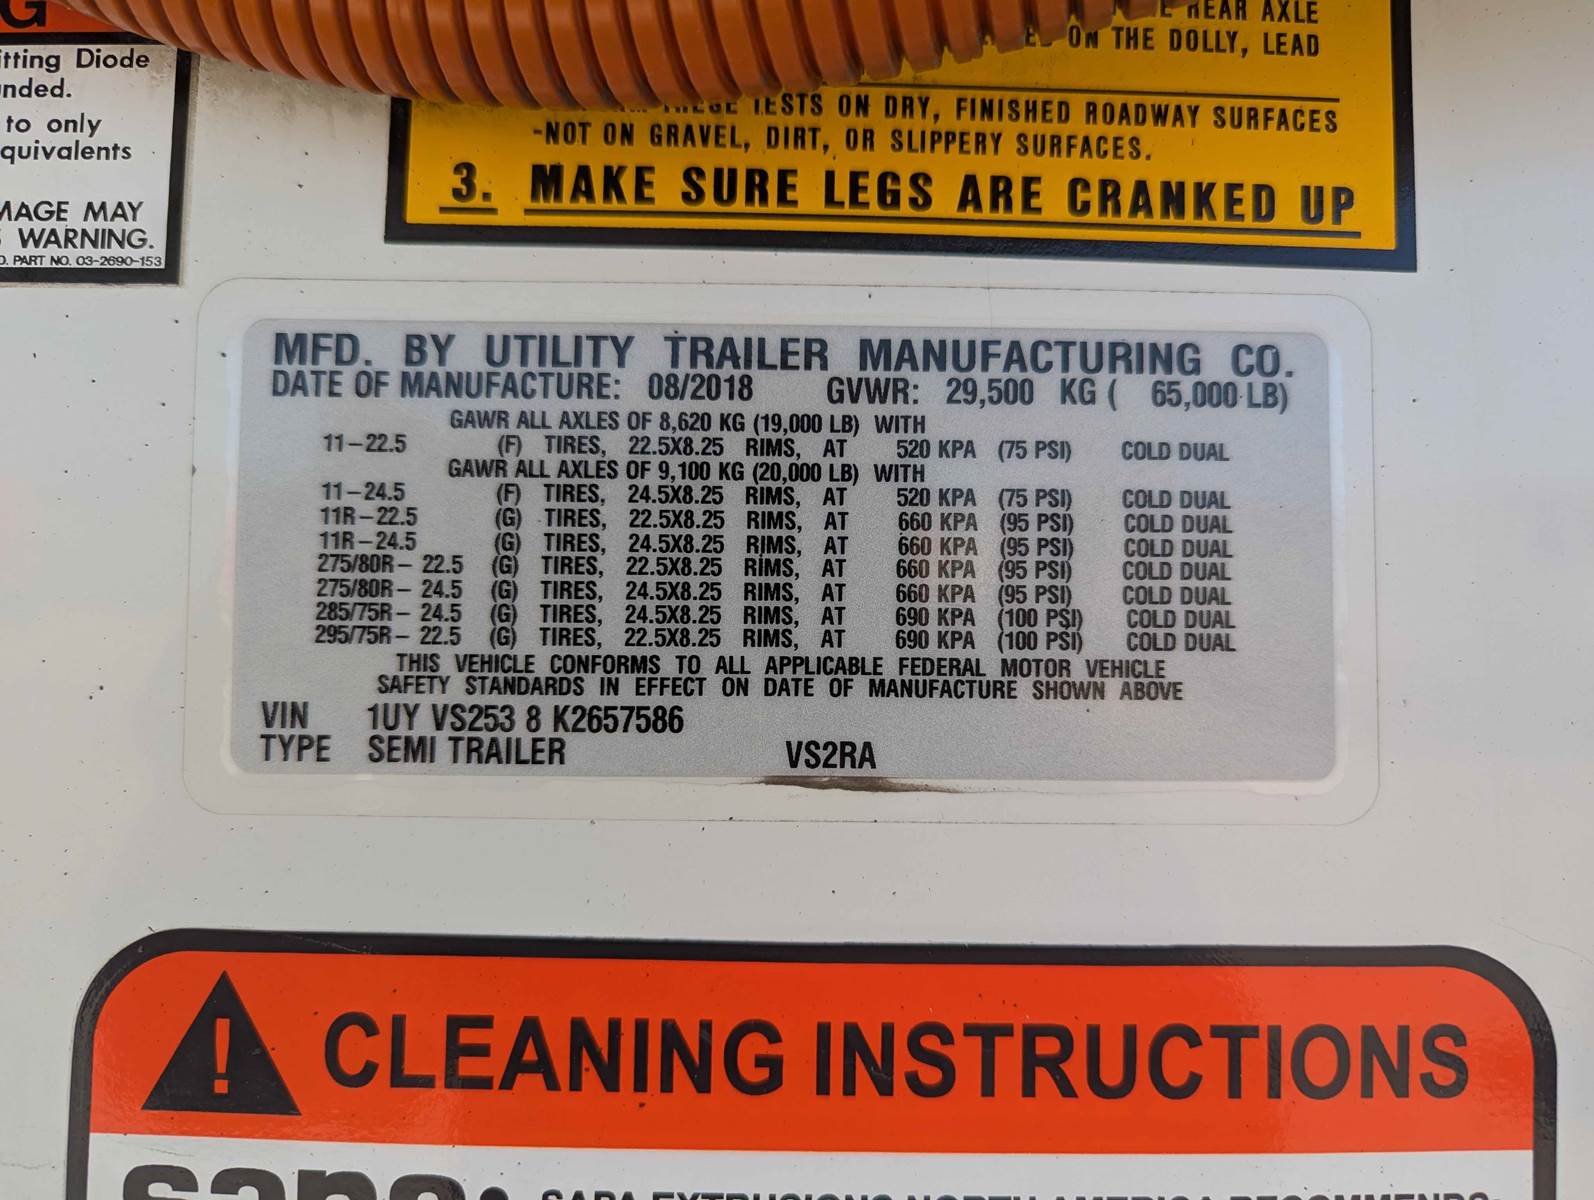 G
itting Diode
nded.
to only
quivalents
MAGE MAY
WARNING.
PART NO. 03-2690-153
REAR AXLE
ON THE DOLLY, LEAD
THESE TESTS ON DRY, FINISHED ROADWAY SURFACES
-NOT ON GRAVEL, DIRT, OR SLIPPERY SURFACES.
3. MAKE SURE LEGS ARE CRANKED UP
MFD. BY UTILITY TRAILER MANUFACTURING CO.
DATE OF MANUFACTURE: 08/2018 GVWR: 29,500 KG ( 65,000 LB)
GAWR ALL AXLES OF 8,620 KG (19,000 LB) WITH
11-22.5 (F) TIRES, 22.5X8.25 RIMS, AT 520 KPA (75 PSI) COLD DUAL
GAWR ALL AXLES OF 9,100 KG (20,000 LB) WITH
11-24.5 (F) TIRES, 24.5X8.25 RIMS, AT 520 KPA (75 PSI) COLD DUAL
11R-22.5 (G) TIRES, 22.5X8.25 RIMS, AT 660 KPA (95 PSI) COLD DUAL
11R-24.5 (G) TIRES, 24.5X8.25 RIMS, AT 660 KPA (95 PSI) COLD DUAL
275/80R- 22.5 (G) TIRES, 22.5X8.25 RIMS, AT 660 KPA (95 PSI) COLD DUAL
275/80R- 24.5 (G) TIRES, 24.5X8.25 RIMS, AT 660 KPA (95 PSI) COLD DUAL
285/75R- 24.5 (G) TIRES, 24.5X8.25 RIMS, AT 690 KPA (100 PSI) COLD DUAL
295/75R- 22.5 (G) TIRES, 22.5X8.25 RIMS, AT 690 KPA (100 PSI) COLD DUAL
THIS VEHICLE CONFORMS TO ALL APPLICABLE FEDERAL MOTOR VEHICLE
SAFETY STANDARDS IN EFFECT ON DATE OF MANUFACTURE SHOWN ABOVE
VIN 1UY VS253 8 K2657586
TYPE SEMI TRAILER VS2RA
! CLEANING INSTRUCTIONS
sapa: SAPA EXTRUSIONS NORTH AMERICA RECOMMENDS